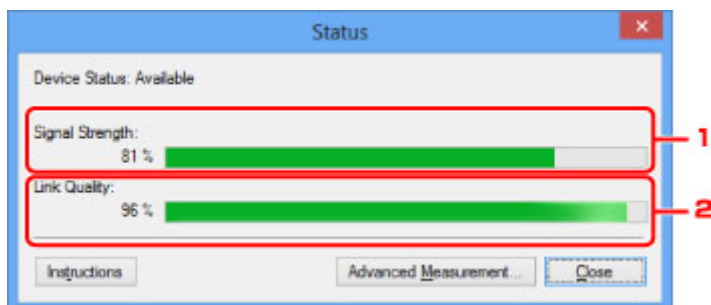 Status
Device Status: Available
Signal Strength:
81 %
1
Link Quality:
96 %
2
Instructions
Advanced Measurement...
Close